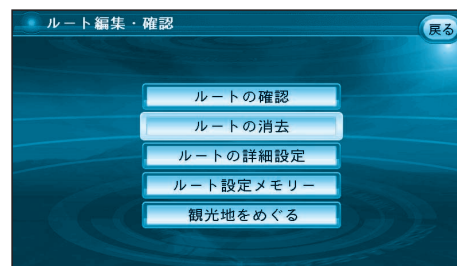 ルート編集・確認
戻る
ルートの確認
ルートの消去
ルートの詳細設定
ルート設定メモリー
観光地をめぐる